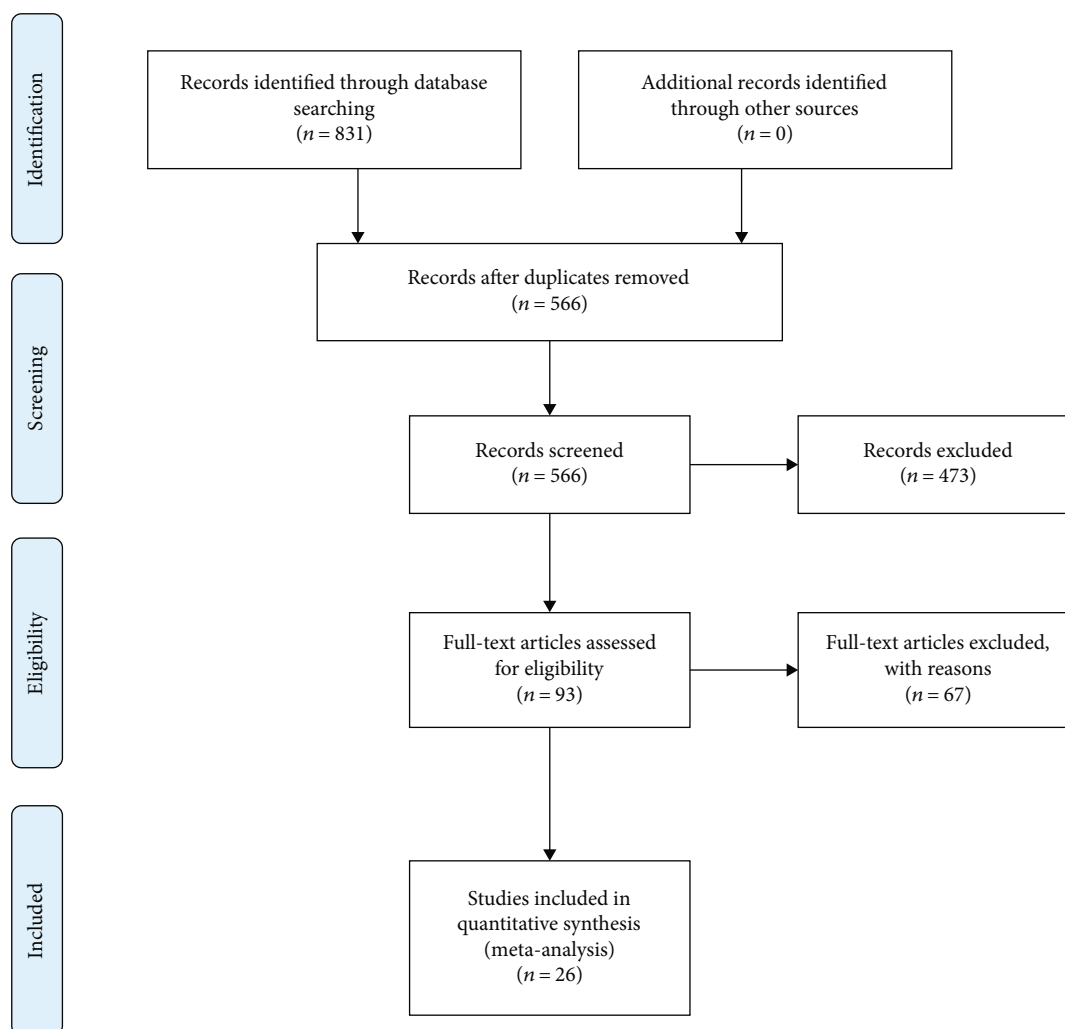 Identification
Records identified through database
searching
(n = 831)
Additional records identified
through other sources
(n = 0)
Records after duplicates removed
(n = 566)
Screening
Records screened
(n = 566)
Records excluded
(n = 473)
Eligibility
Full-text articles assessed
for eligibility
(n = 93)
Full-text articles excluded,
with reasons
(n = 67)
Included
Studies included in
quantitative synthesis
(meta-analysis)
(n = 26)